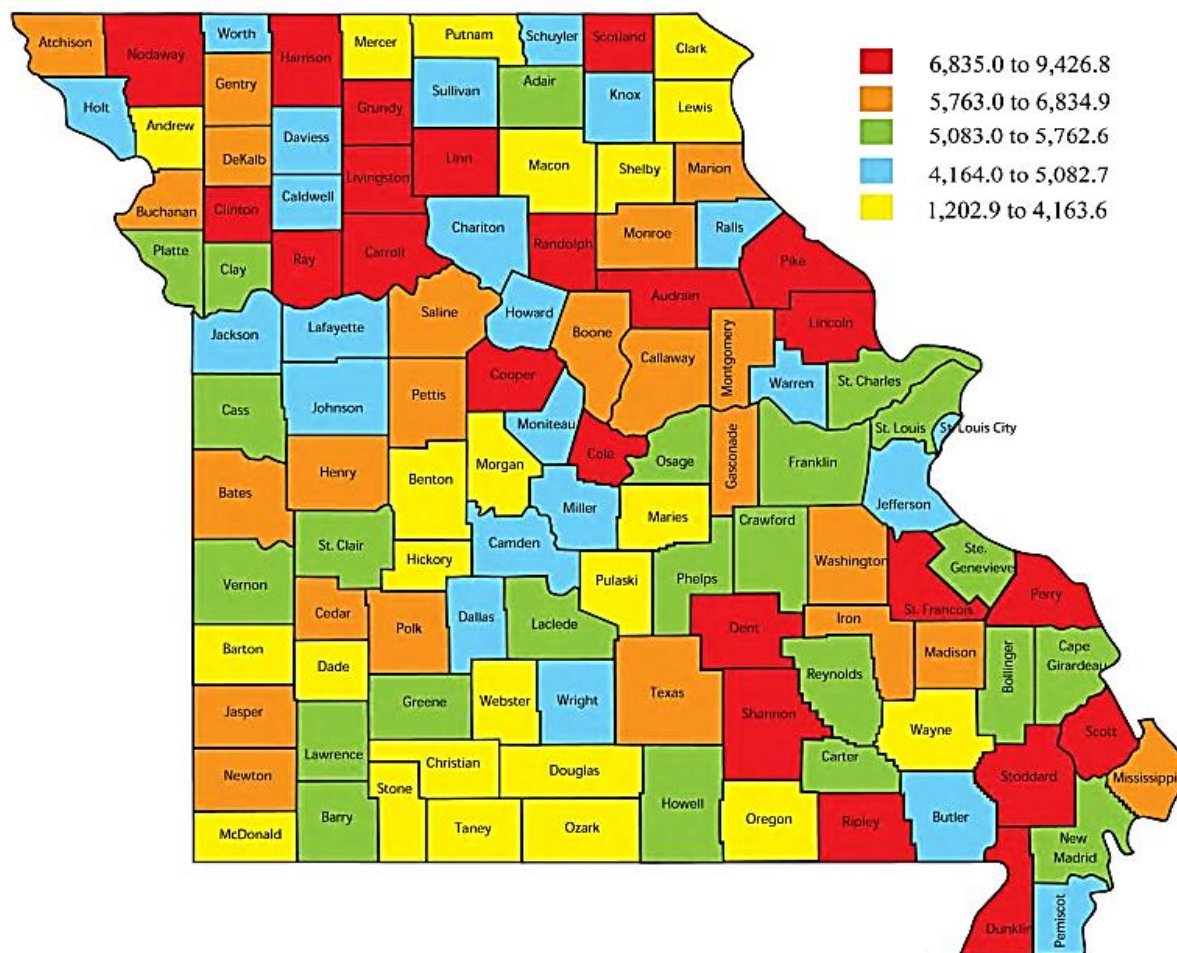 Atchison
Nodaway
Worth
Harrison
Mercer
Putnam
Schuyler
Scotland
Clark
6,835.0 to 9,426.8
5,763.0 to 6,834.9
5,083.0 to 5,762.6
4,164.0 to 5,082.7
1,202.9 to 4,163.6
Holt
Andrew
Gentry
Daviess
Grundy
Sullivan
Adair
Knox
Lewis
DeKalb
Livingston
Linn
Macon
Shelby
Marion
Buchanan
Clinton
Caldwell
Chariton
Randolph
Monroe
Ralls
Pike
Platte
Clay
Ray
Carroll
Audrain
Lincoln
Jackson
Lafayette
Saline
Howard
Boone
Callaway
Montgomery
Warren
St. Charles
Cass
Johnson
Pettis
Cooper
Moniteau
Cole
Osage
Gasconade
Franklin
St. Louis
St Louis City
Jefferson
Bates
Henry
Benton
Morgan
Miller
Maries
Crawford
Washington
Ste.
Genevieve
St. Clair
Hickory
Camden
Pulaski
Phelps
St. Francois
Perry
Vernon
Cedar
Polk
Dallas
Laclede
Dent
Iron
Madison
Bollinger
Cape
Girardeau
Barton
Dade
Greene
Webster
Wright
Texas
Shannon
Reynolds
Wayne
Scott
Mississippi
Jasper
Lawrence
Christian
Douglas
Howell
Carter
Stoddard
Newton
Stone
McDonald
Barry
Taney
Ozark
Oregon
Ripley
Butler
New
Madrid
Dunklin
Pemiscot